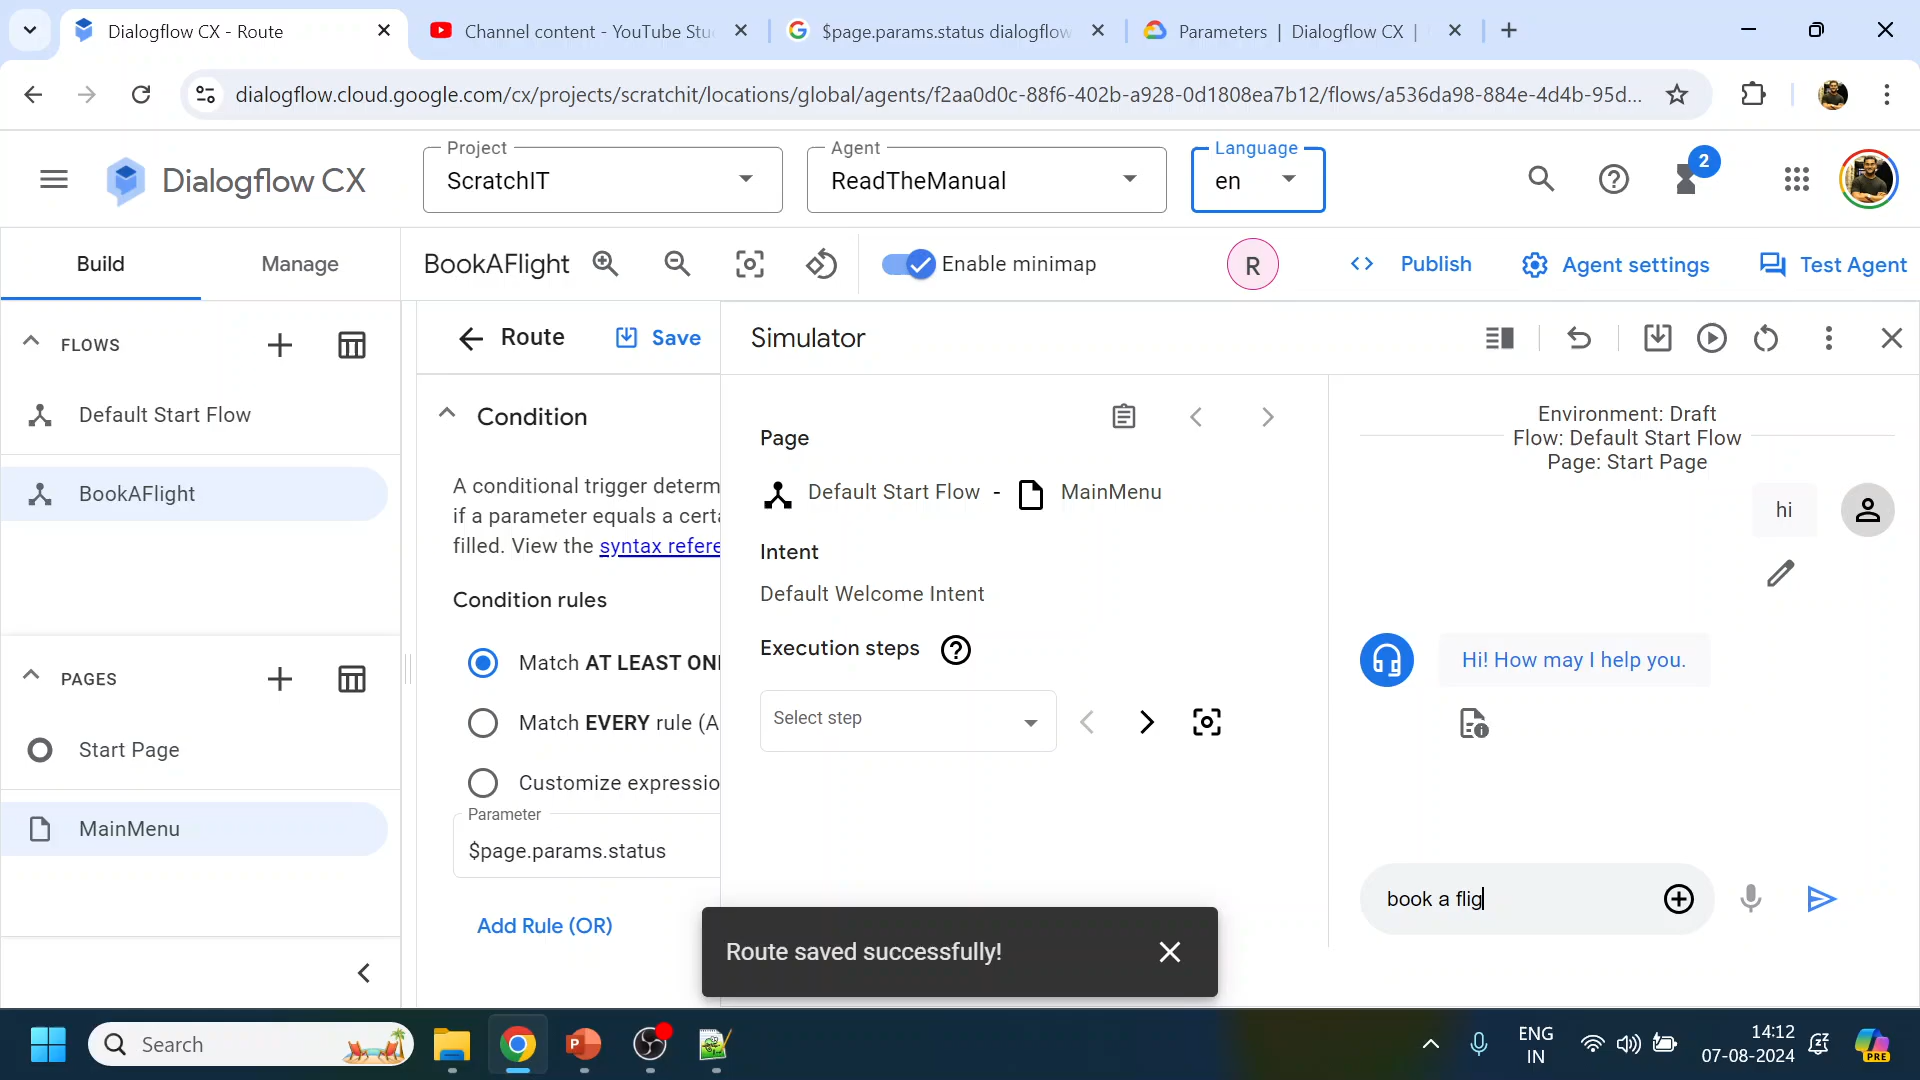 Dialogflow CX - Route
Channel content - YouTube Stu
$page.params.status dialogflow
Parameters | Dialogflow CX |
dialogflow.cloud.google.com/cx/projects/scratchit/locations/global/agents/f2aa0d0c-88f6-402b-a928-0d1808ea7b12/flows/a536da98-884e-4d4b-95d...
Dialogflow CX
Project
ScratchIT
Agent
ReadTheManual
Language
en
2
Build
Manage
BookAFlight
Enable minimap
R
Publish
Agent settings
Test Agent
FLOWS
Default Start Flow
BookAFlight
PAGES
Start Page
MainMenu
Route
Save
Condition
A conditional trigger determ
if a parameter equals a certa
filled. View the syntax refere
Condition rules
Match AT LEAST ON
Match EVERY rule (A
Customize expressio
Parameter
$page.params.status
Add Rule (OR)
Simulator
Page
Default Start Flow - MainMenu
Intent
Default Welcome Intent
Execution steps
Select step
Environment: Draft
Flow: Default Start Flow
Page: Start Page
hi
Hi! How may I help you.
book a flig
Route saved successfully!
Search
ENG
IN
14:12
07-08-2024
PRE